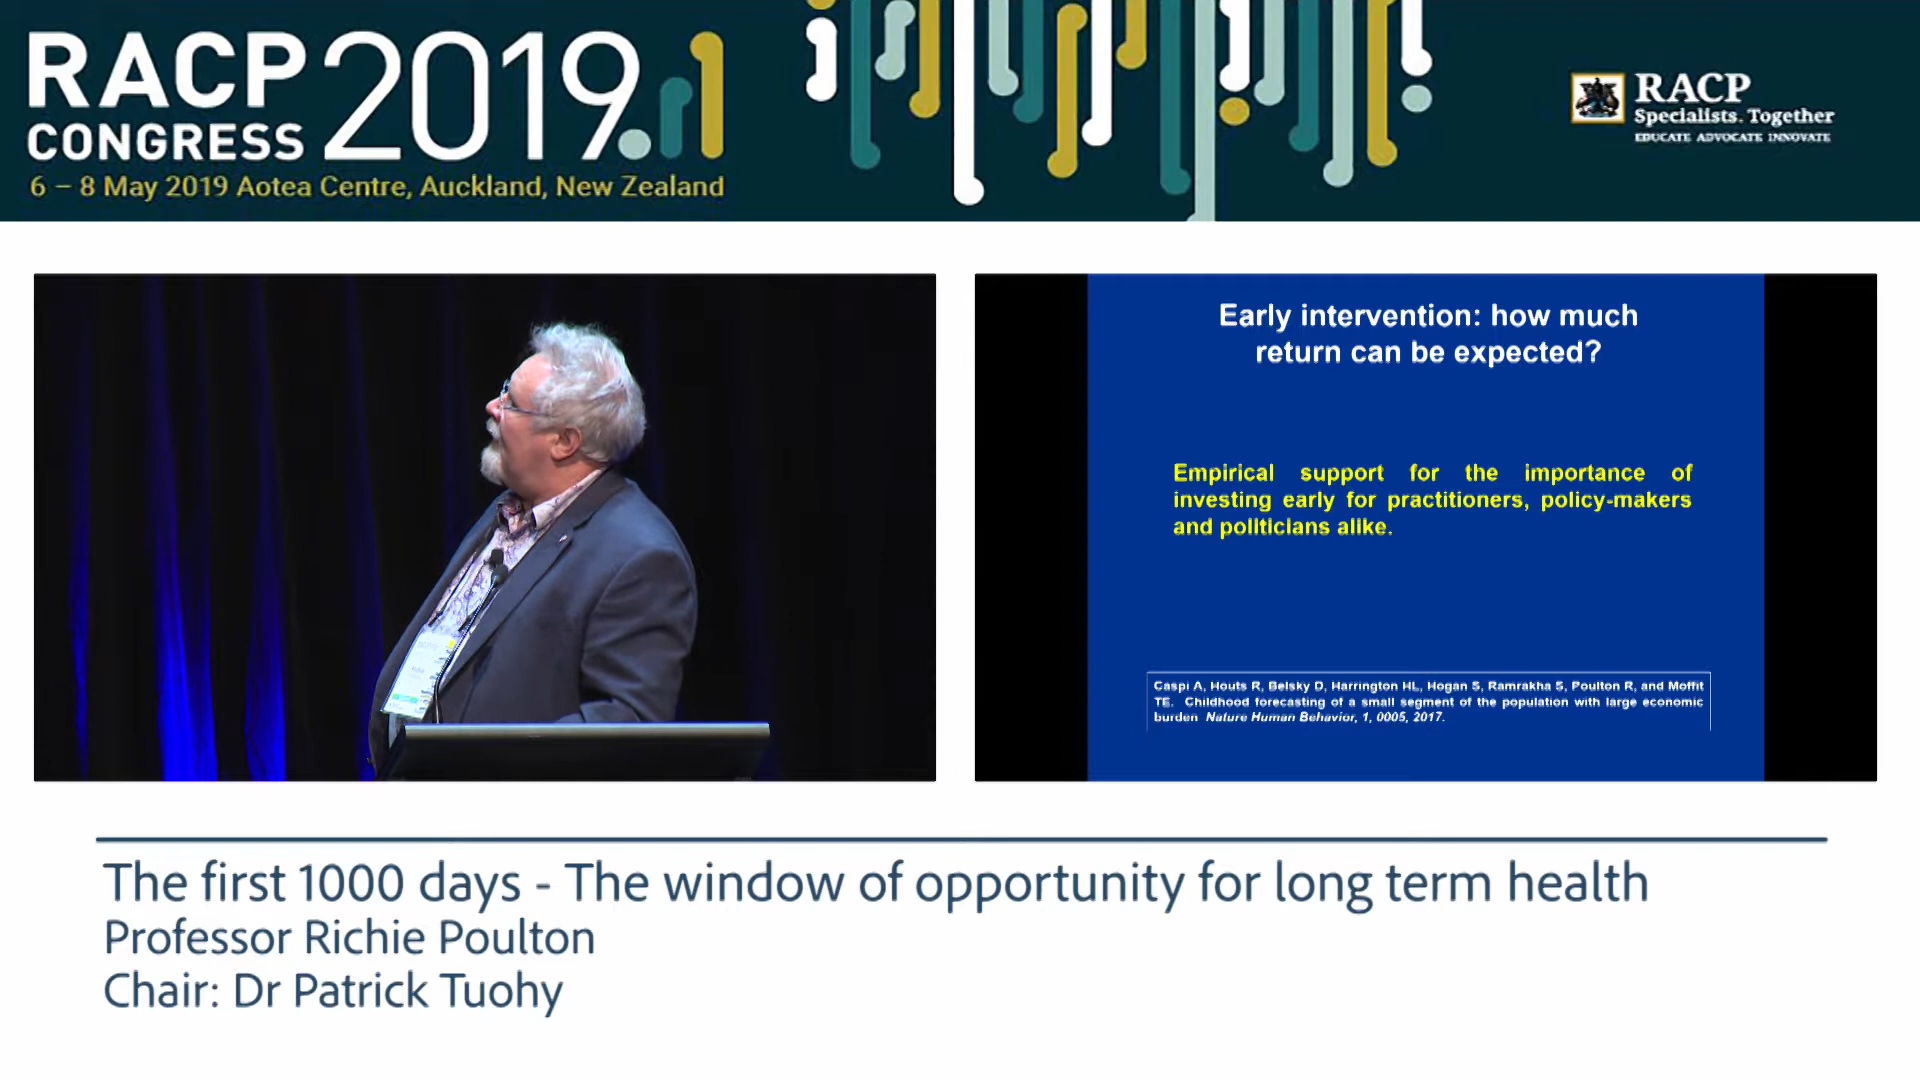 RACP
CONGRESS
2019
6 – 8 May 2019 Aotea Centre, Auckland, New Zealand
RACP
Specialists. Together
EDUCATE ADVOCATE INNOVATE
Early intervention: how much
return can be expected?
Empirical support for the importance of
investing early for practitioners, policy-makers
and politicians alike.
Caspi A, Houts R, Belsky D, Harrington HL, Hogan S, Ramrakha S, Poulton R, and Moffit
TE. Childhood forecasting of a small segment of the population with large economic
burden Nature Human Behavior, 1, 0005, 2017.
The first 1000 days - The window of opportunity for long term health
Professor Richie Poulton
Chair: Dr Patrick Tuohy